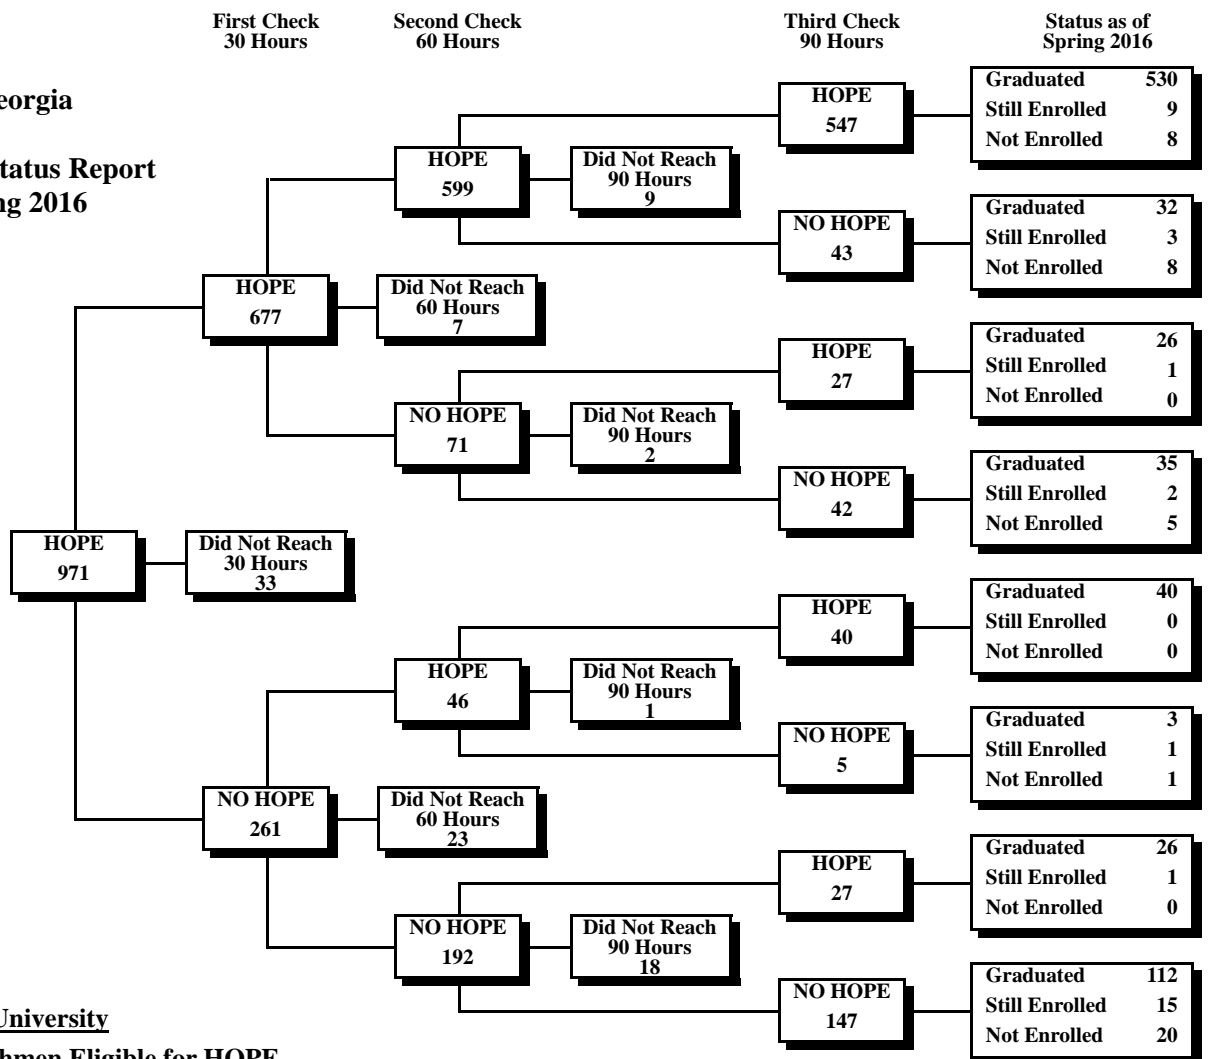 First Check
30 Hours
Second Check
60 Hours
Third Check
90 Hours
Status as of
Spring 2016
eorgia
tatus Report
ng 2016
HOPE
971
Did Not Reach
30 Hours
33
HOPE
677
Did Not Reach
60 Hours
7
NO HOPE
261
Did Not Reach
60 Hours
23
HOPE
599
Did Not Reach
90 Hours
9
NO HOPE
71
Did Not Reach
90 Hours
2
HOPE
46
Did Not Reach
90 Hours
1
NO HOPE
192
Did Not Reach
90 Hours
18
HOPE
547
Graduated 530
Still Enrolled 9
Not Enrolled 8
NO HOPE
43
Graduated 32
Still Enrolled 3
Not Enrolled 8
HOPE
27
Graduated 26
Still Enrolled 1
Not Enrolled 0
NO HOPE
42
Graduated 35
Still Enrolled 2
Not Enrolled 5
HOPE
40
Graduated 40
Still Enrolled 0
Not Enrolled 0
NO HOPE
5
Graduated 3
Still Enrolled 1
Not Enrolled 1
HOPE
27
Graduated 26
Still Enrolled 1
Not Enrolled 0
NO HOPE
147
Graduated 112
Still Enrolled 15
Not Enrolled 20
University
hmen Eligible for HOPE